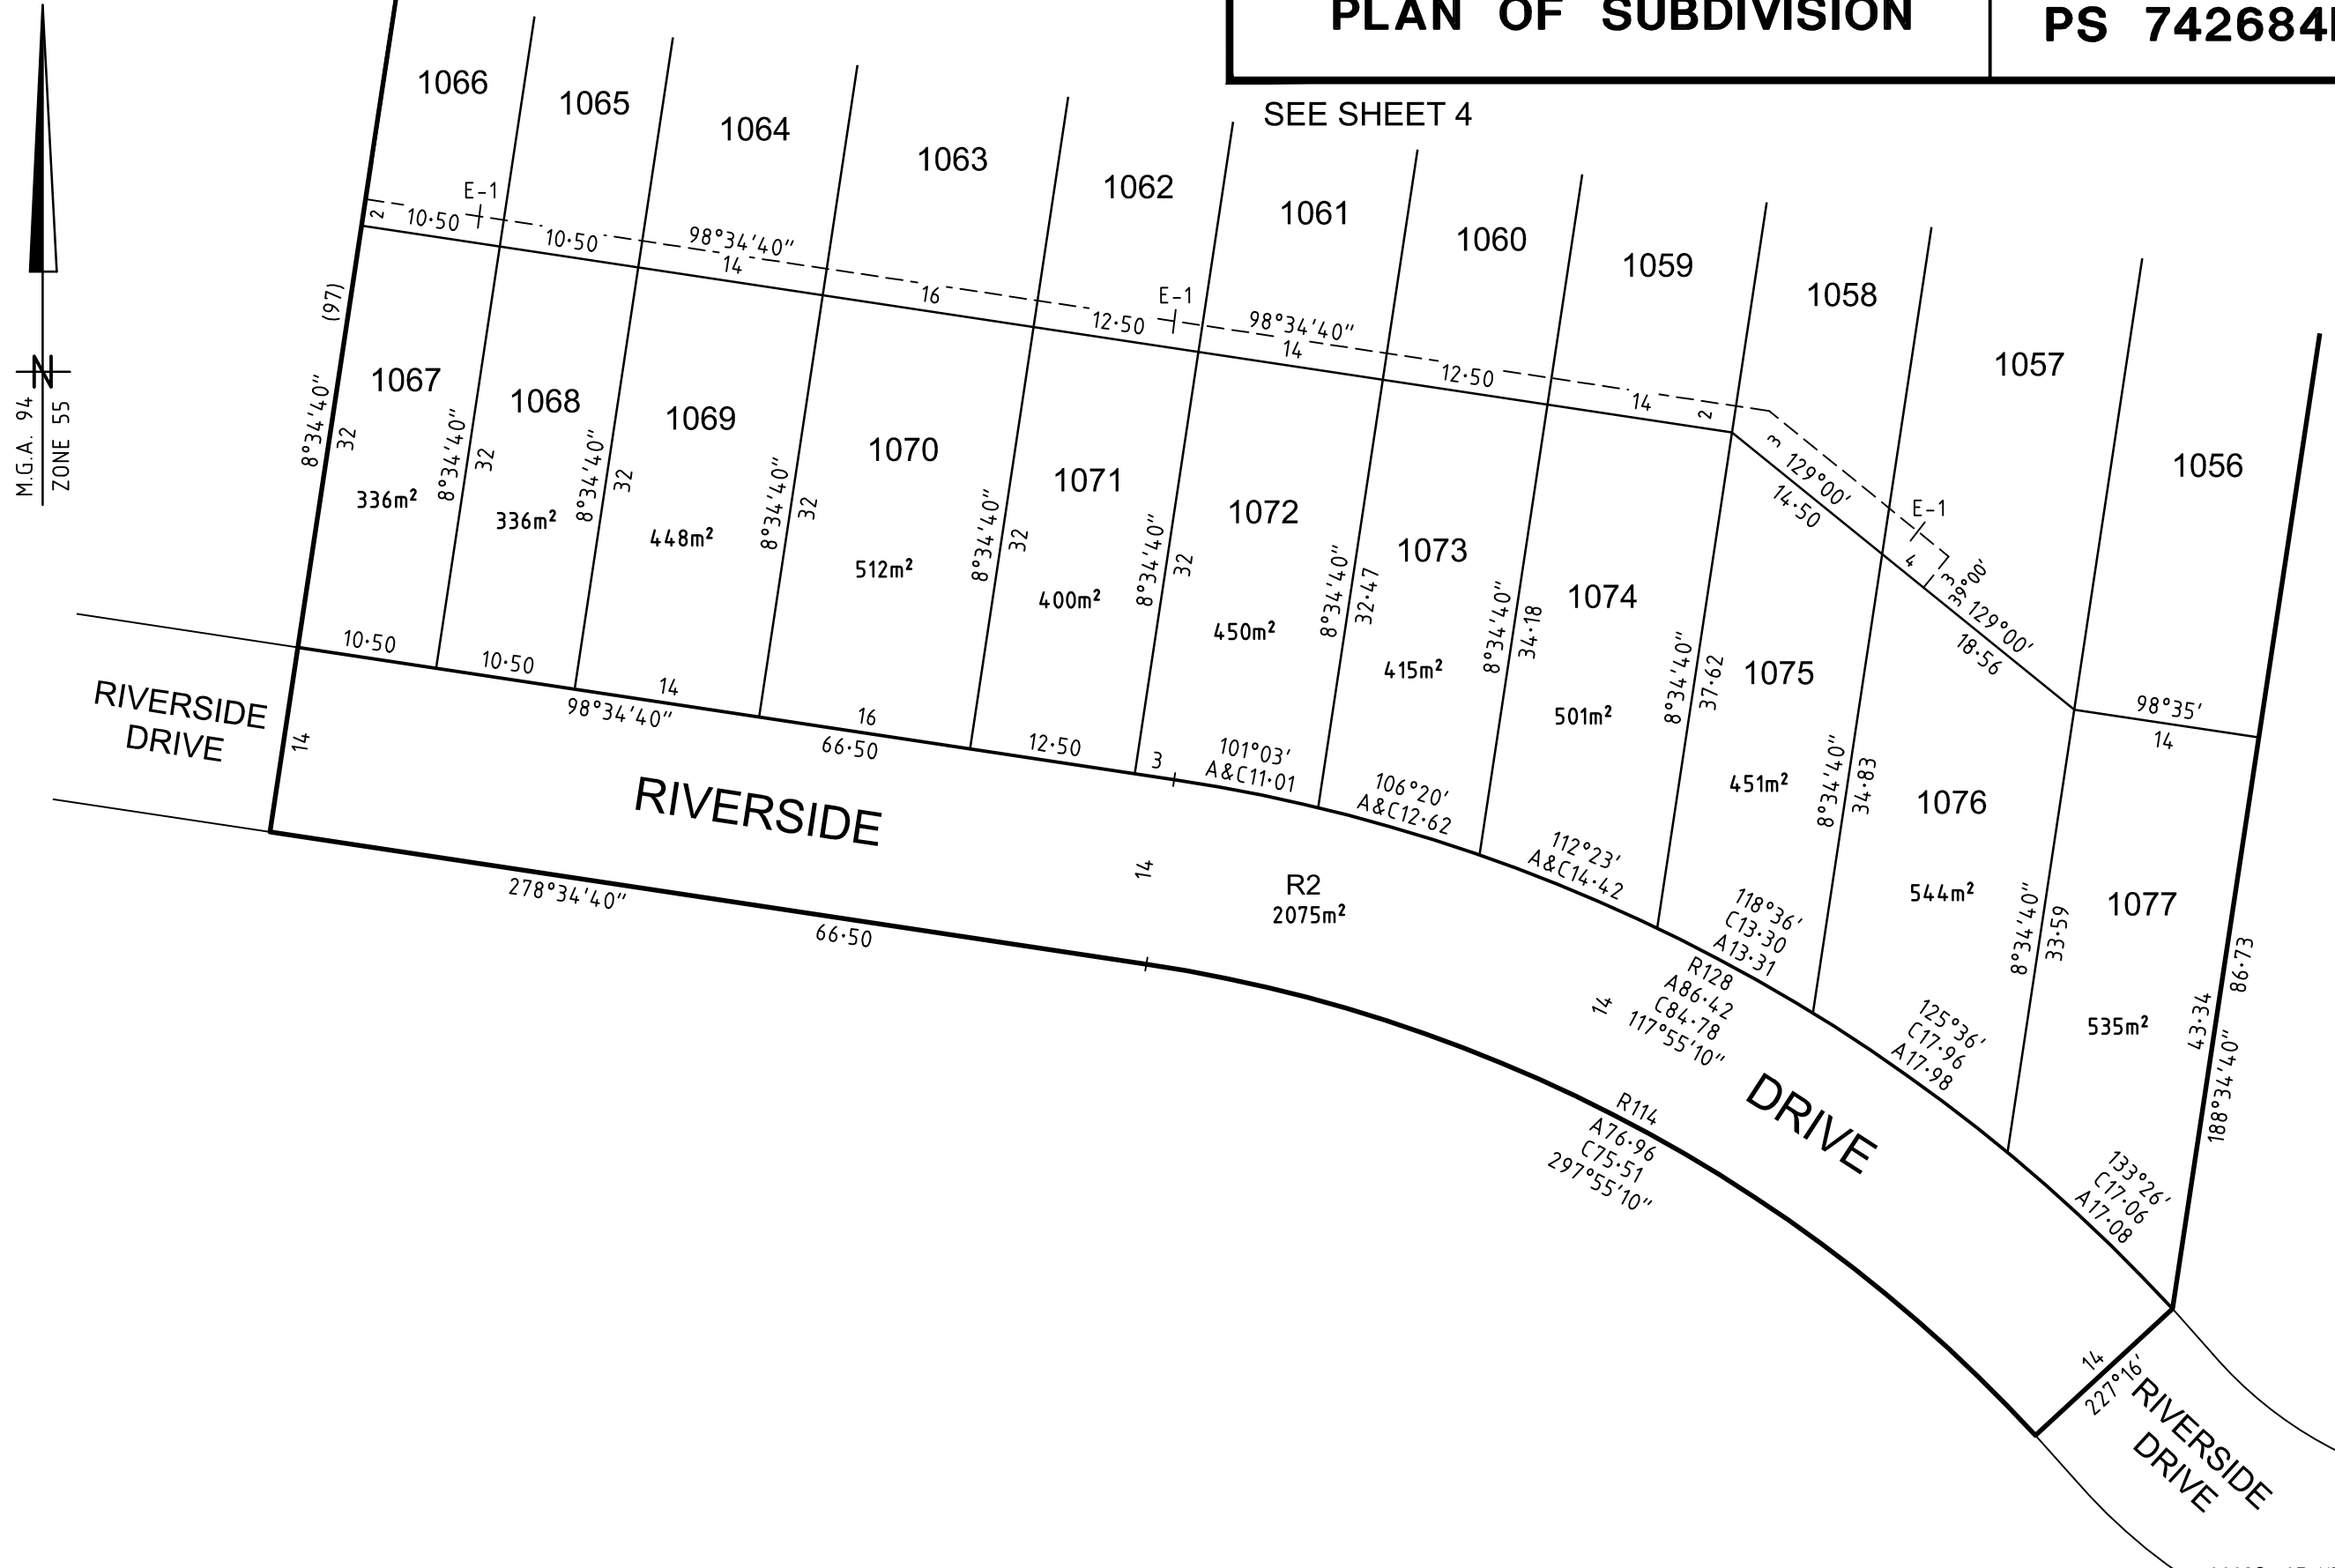 PLAN OF SUBDIVISION
PS 742684
SEE SHEET 4
1066
1065
1064
1063
1062
1061
1060
1059
1058
1057
1056
E-1
2
10·50
10·50
98°34'40"
14
16
E-1
12·50
98°34'40"
14
12·50
14
2
3
129°00'
14·50
E-1
4
3
39°00'
129°00'
18·56
98°35'
14
M.G.A. 94
ZONE 55
N
(97)
8°34'40"
32
1067
336m²
8°34'40"
32
1068
336m²
8°34'40"
32
1069
448m²
8°34'40"
32
1070
512m²
8°34'40"
32
1071
400m²
8°34'40"
32
1072
450m²
8°34'40"
32·47
1073
415m²
8°34'40"
34·18
1074
501m²
8°34'40"
37·62
1075
451m²
8°34'40"
34·83
1076
544m²
8°34'40"
33·59
1077
535m²
43·34
86·73
188°34'40"
10·50
10·50
14
98°34'40"
16
66·50
12·50
3
101°03'
A&C11·01
106°20'
A&C12·62
112°23'
A&C14·42
118°36'
C13·30
A13·31
R128
A86·42
C84·78
117°55'10"
125°36'
C17·96
A17·98
133°26'
C17·06
A17·08
RIVERSIDE
DRIVE
14
RIVERSIDE
14
R2
2075m²
14
DRIVE
278°34'40"
66·50
R114
A76·96
C75·51
297°55'10"
14
227°16'
RIVERSIDE
DRIVE